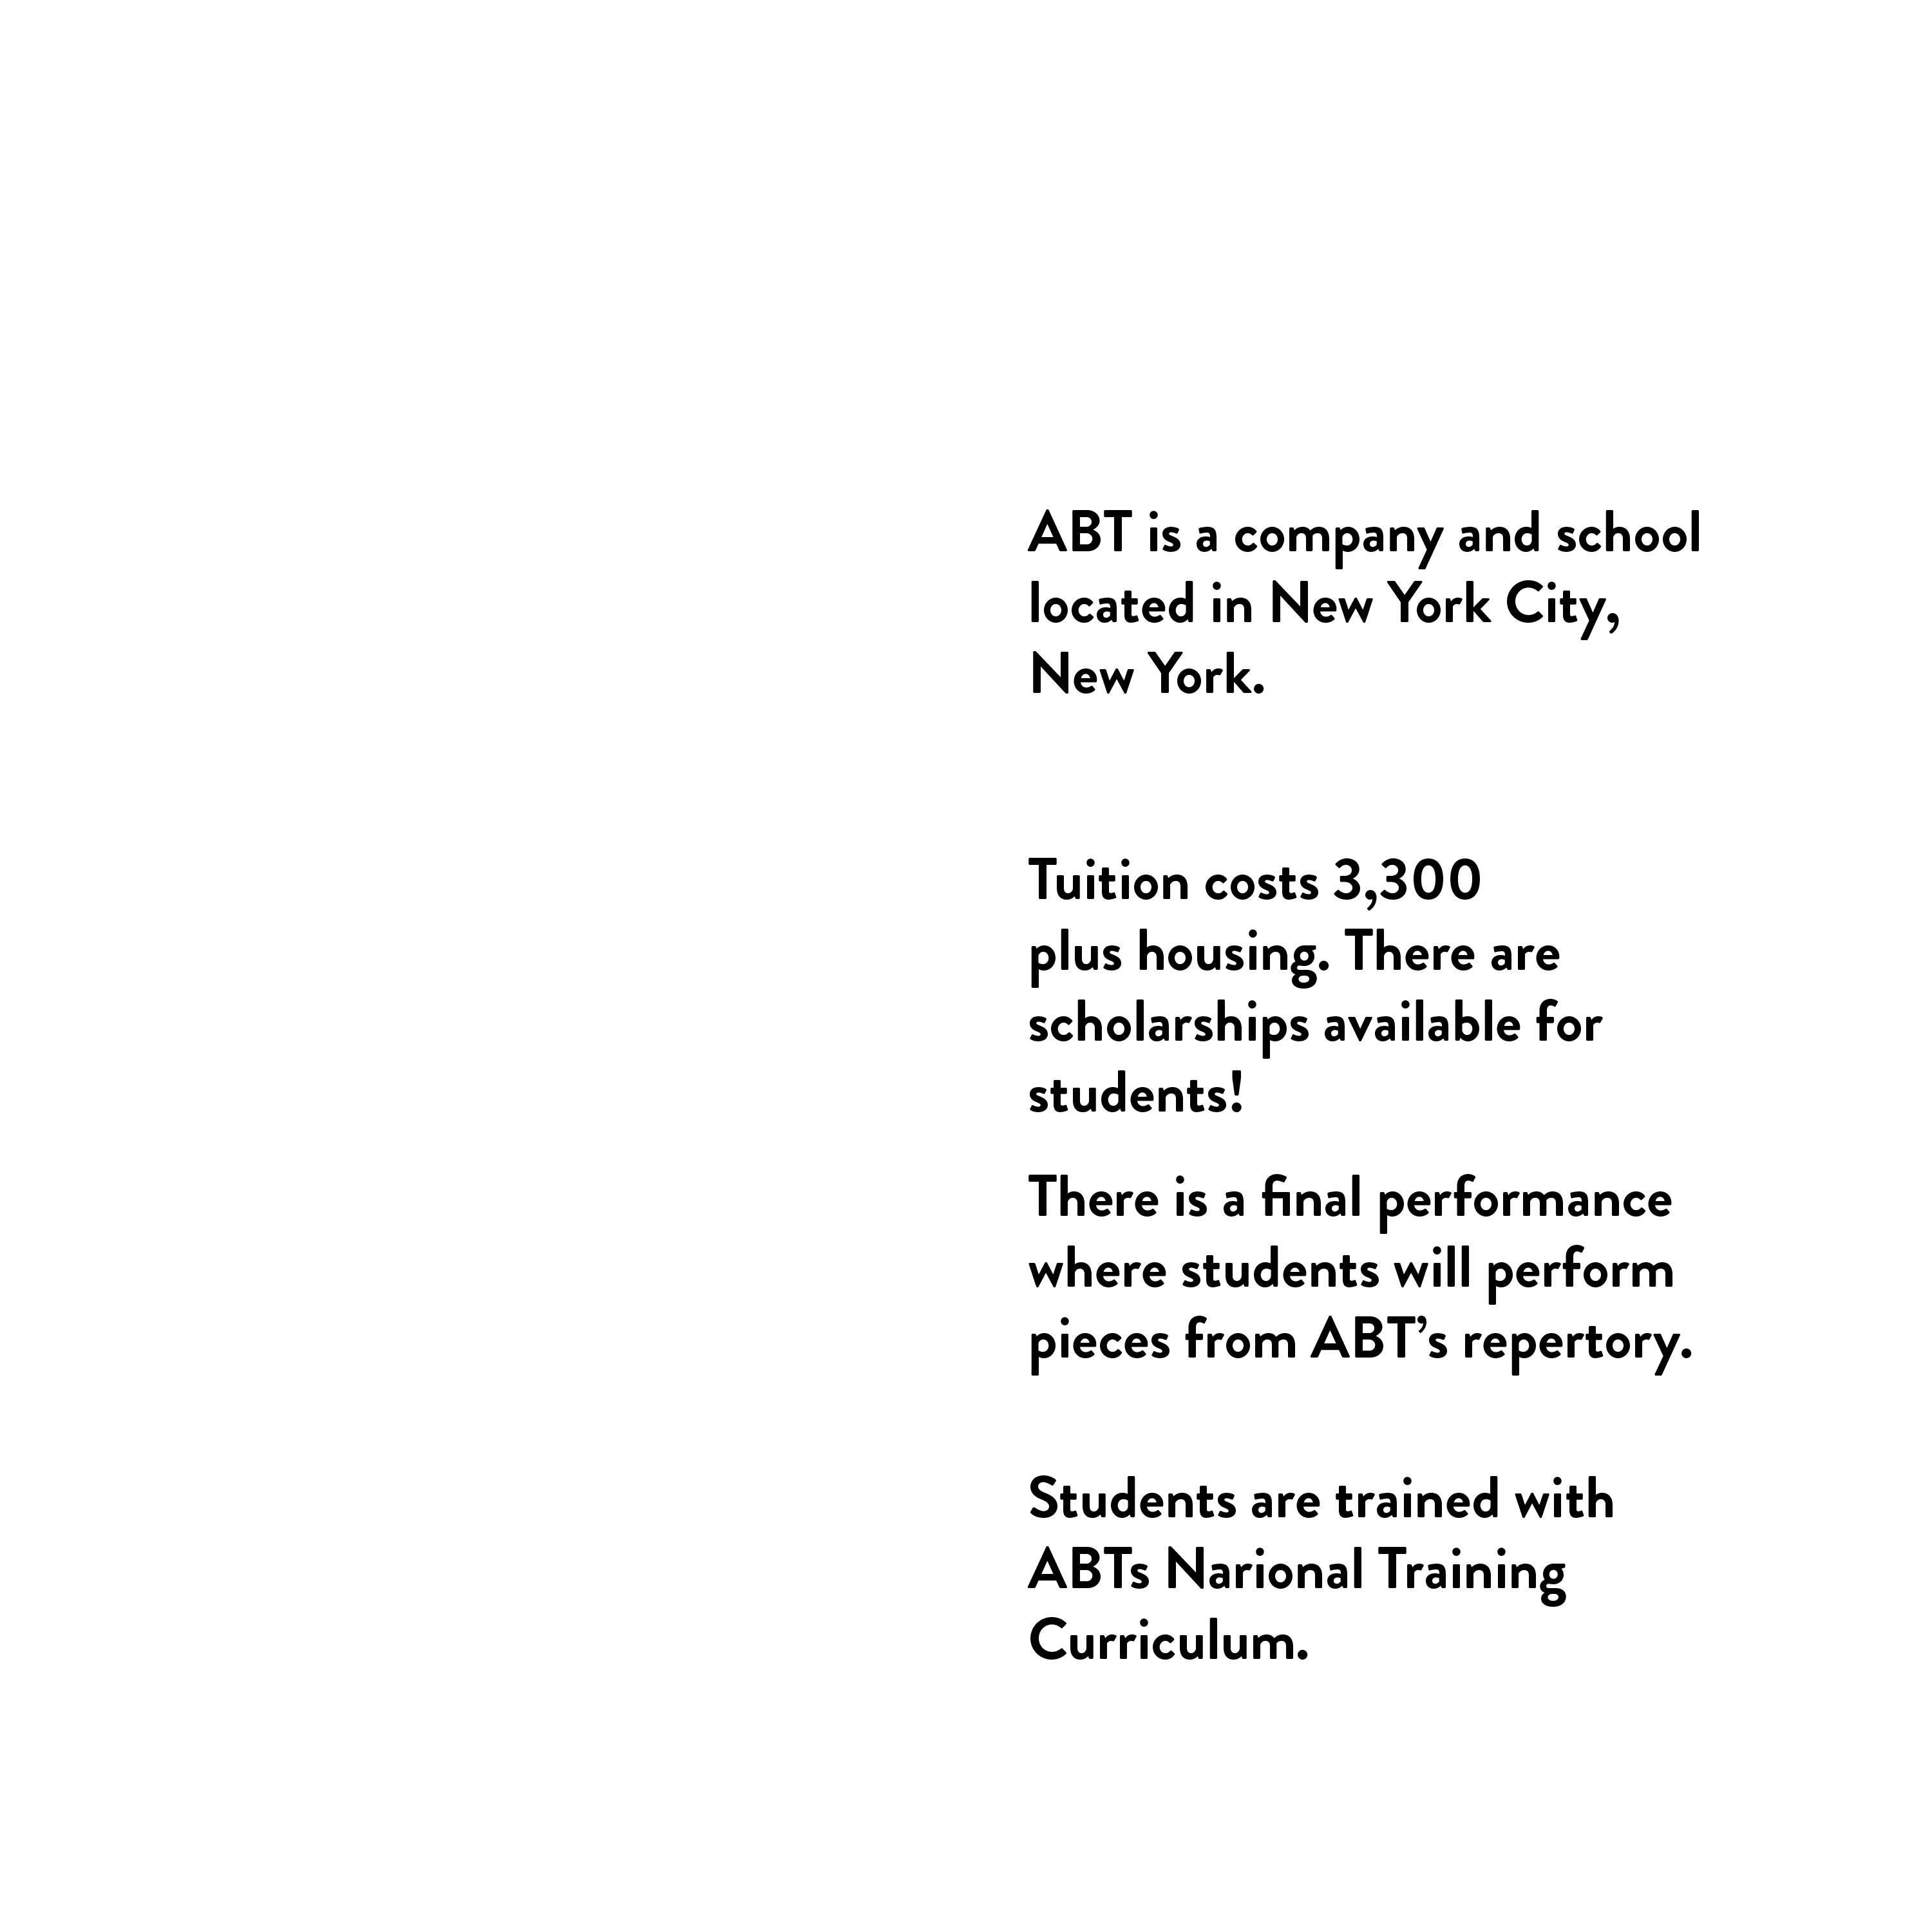 ABT is a company and school
located in New York City,
New York.
Tuition costs 3,300
plus housing. There are
scholarships available for
students!
There is a final performance
where students will perform
pieces from ABT’s repertory.
Students are trained with
ABTs Narional Training
Curriculum.